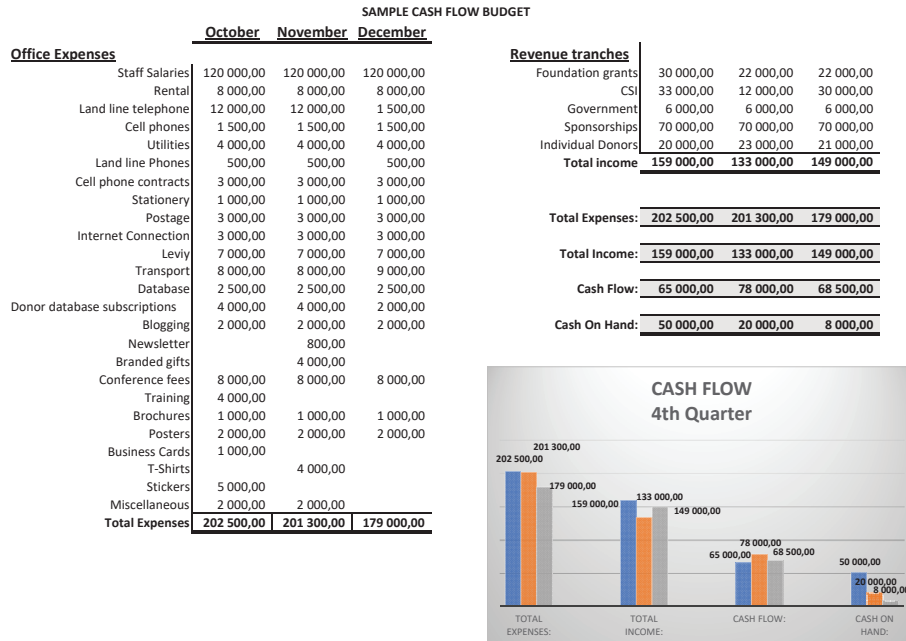 SAMPLE CASH FLOW BUDGET
October November December
Office Expenses
Staff Salaries 120 000,00 120 000,00 120 000,00
Rental 8 000,00 8 000,00 8 000,00
Land line telephone 12 000,00 12 000,00 1 500,00
Cell phones 1 500,00 1 500,00 1 500,00
Utilities 4 000,00 4 000,00 4 000,00
Land line Phones 500,00 500,00 500,00
Cell phone contracts 3 000,00 3 000,00 3 000,00
Stationery 1 000,00 1 000,00 1 000,00
Postage 3 000,00 3 000,00 3 000,00
Internet Connection 3 000,00 3 000,00 3 000,00
Leviy 7 000,00 7 000,00 7 000,00
Transport 8 000,00 8 000,00 9 000,00
Database 2 500,00 2 500,00 2 500,00
Donor database subscriptions 4 000,00 4 000,00 2 000,00
Blogging 2 000,00 2 000,00 2 000,00
Newsletter 800,00
Branded gifts 4 000,00
Conference fees 8 000,00 8 000,00 8 000,00
Training 4 000,00
Brochures 1 000,00 1 000,00 1 000,00
Posters 2 000,00 2 000,00 2 000,00
Business Cards 1 000,00
T-Shirts 4 000,00
Stickers 5 000,00
Miscellaneous 2 000,00 2 000,00
Total Expenses 202 500,00 201 300,00 179 000,00
Revenue tranches
Foundation grants 30 000,00 22 000,00 22 000,00
CSI 33 000,00 12 000,00 30 000,00
Government 6 000,00 6 000,00 6 000,00
Sponsorships 70 000,00 70 000,00 70 000,00
Individual Donors 20 000,00 23 000,00 21 000,00
Total income 159 000,00 133 000,00 149 000,00
Total Expenses: 202 500,00 201 300,00 179 000,00
Total Income: 159 000,00 133 000,00 149 000,00
Cash Flow: 65 000,00 78 000,00 68 500,00
Cash On Hand: 50 000,00 20 000,00 8 000,00
CASH FLOW
4th Quarter
201 300,00
202 500,00
179 000,00
159 000,00 133 000,00
149 000,00
78 000,00
65 000,00 68 500,00
50 000,00
20 000,00
8 000,00
TOTAL EXPENSES:
TOTAL INCOME:
CASH FLOW:
CASH ON HAND: